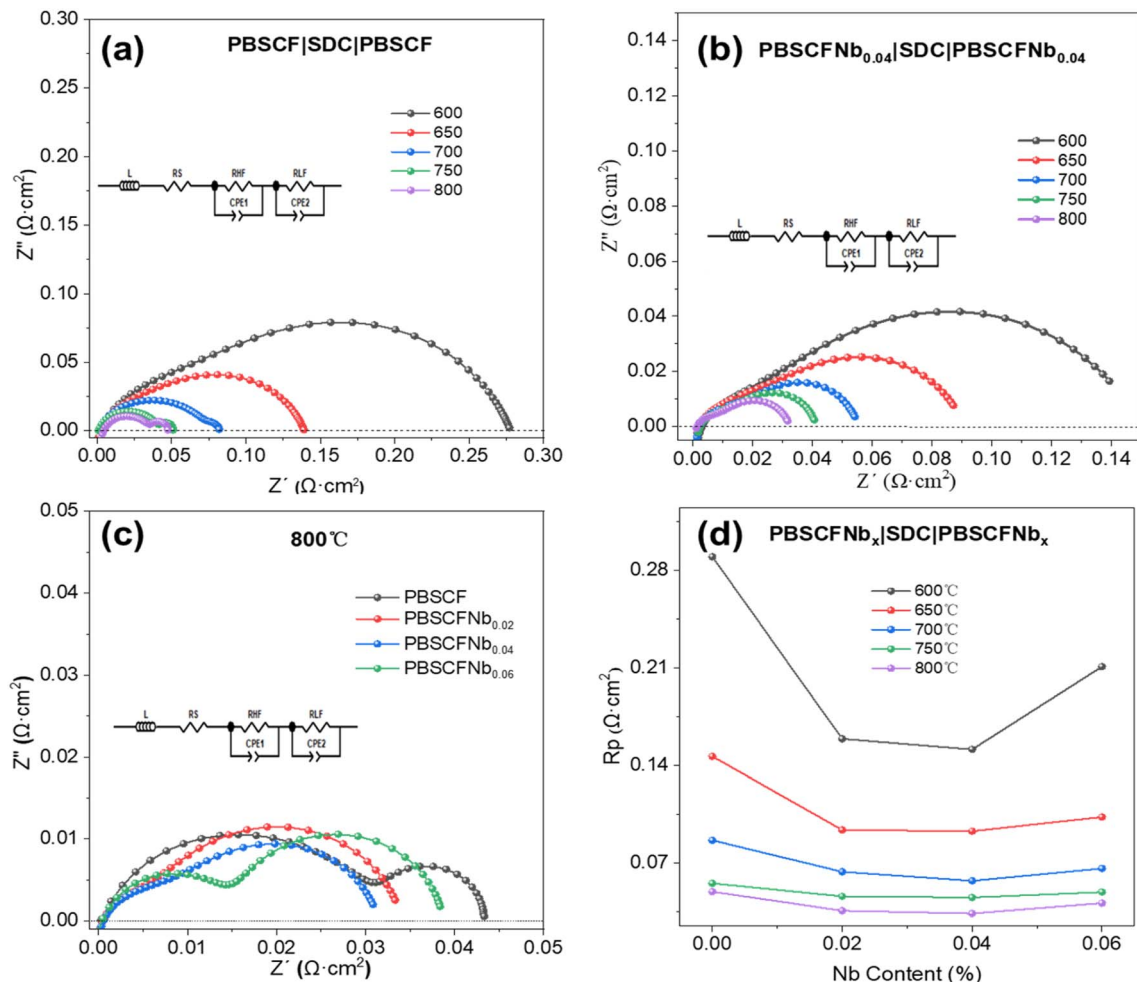 (a)
PBSCF|SDC|PBSCF
600
650
700
750
800
L
RS
RHF
RLF
CPE1
CPE2
Z″ (Ω·cm²)
0.30
0.25
0.20
0.15
0.10
0.05
0.00
0.00 0.05 0.10 0.15 0.20 0.25 0.30
Z′ (Ω·cm²)
(b)
PBSCFNb₀.₀₄|SDC|PBSCFNb₀.₀₄
600
650
700
750
800
L
RS
RHF
RLF
CPE1
CPE2
Z″ (Ω·cm²)
0.14
0.12
0.10
0.08
0.06
0.04
0.02
0.00
0.00 0.02 0.04 0.06 0.08 0.10 0.12 0.14
Z′ (Ω·cm²)
(c)
800℃
PBSCF
PBSCFNb₀.₀₂
PBSCFNb₀.₀₄
PBSCFNb₀.₀₆
L
RS
RHF
RLF
CPE1
CPE2
Z″ (Ω·cm²)
0.05
0.04
0.03
0.02
0.01
0.00
0.00 0.01 0.02 0.03 0.04 0.05
Z′ (Ω·cm²)
(d)
PBSCFNbₓ|SDC|PBSCFNbₓ
600℃
650℃
700℃
750℃
800℃
Rp (Ω·cm²)
0.28
0.21
0.14
0.07
0.00 0.02 0.04 0.06
Nb Content (%)